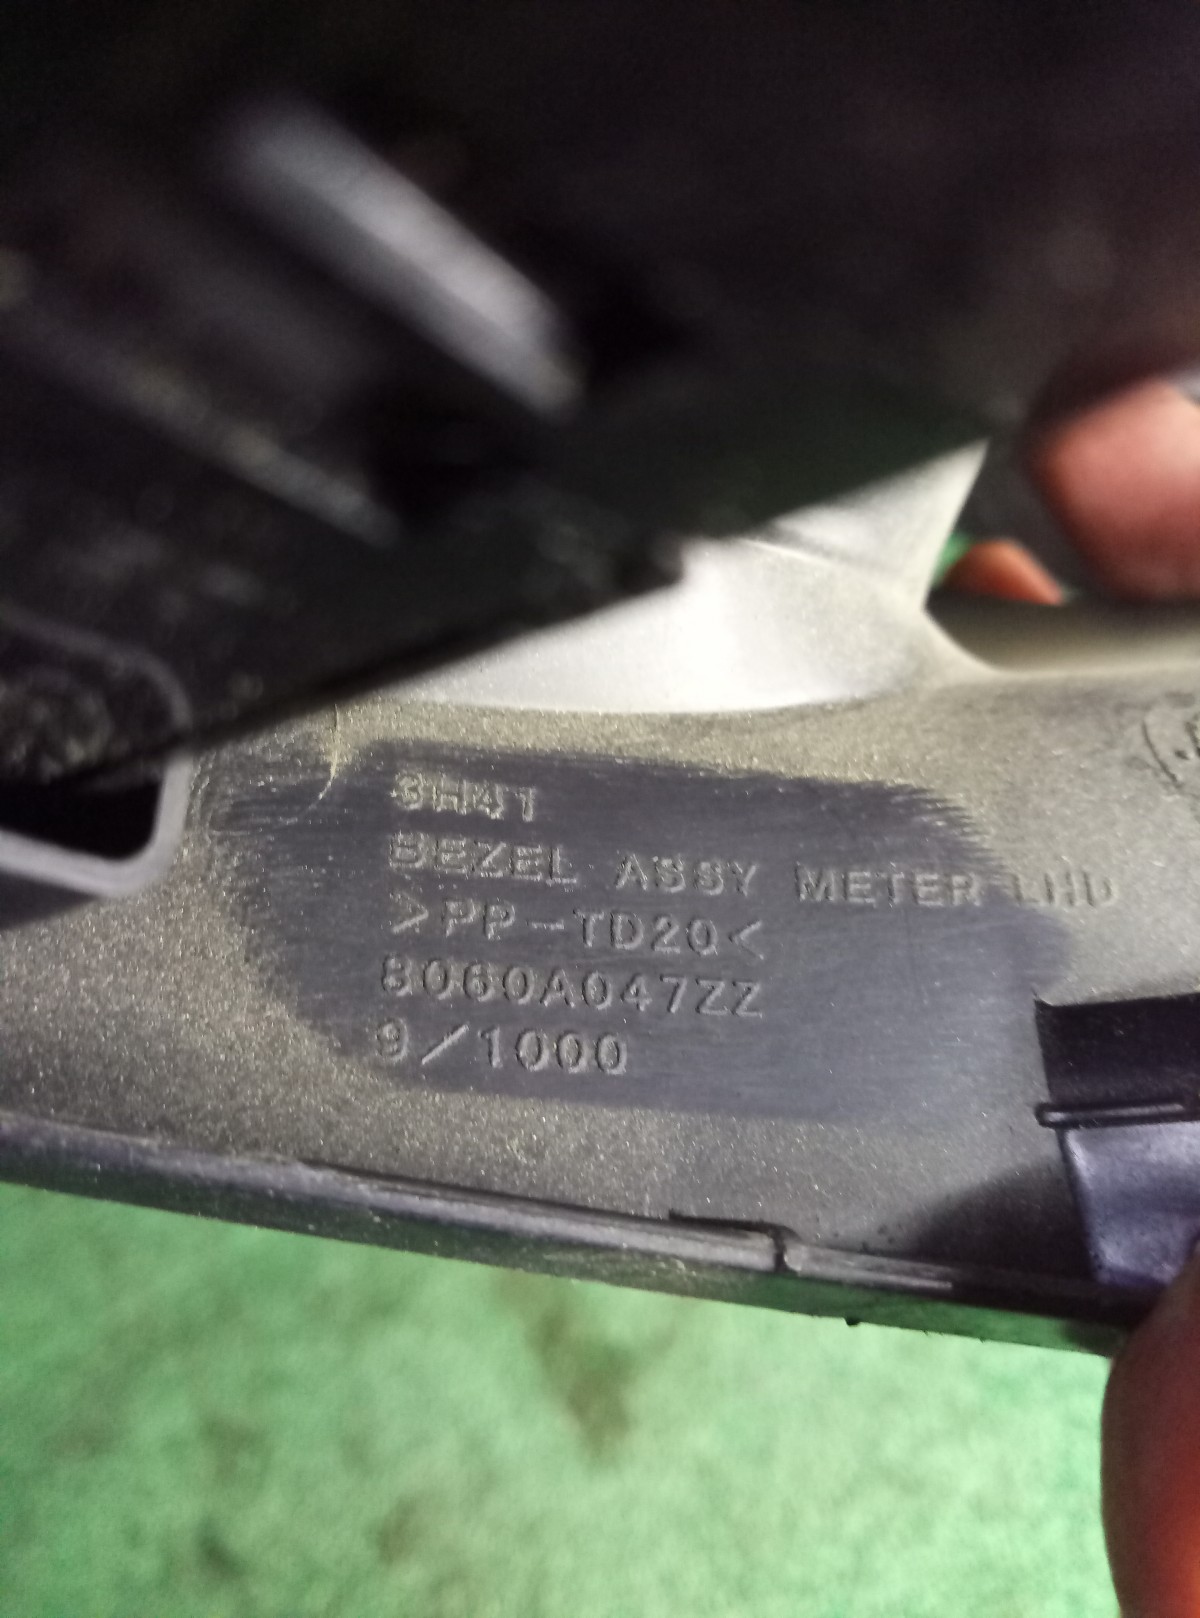 3H41
BEZEL ASSY METER LHD
>PP-TD20<
8060A047ZZ
9/1000